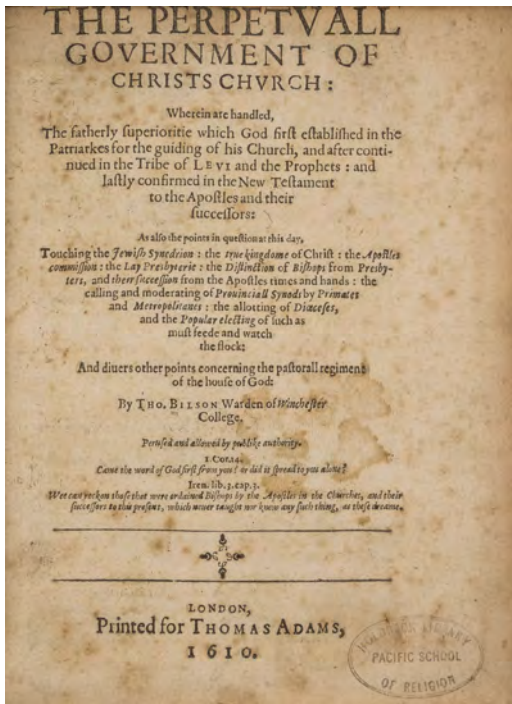 THE PERPETVALL
GOVERNMENT OF
CHRISTS CHVRCH:
Wherein are handled,
The fatherly ſuperioritie which God firſt eſtabliſhed in the
Patriarkes for the guiding of his Church, and after conti-
nued in the Tribe of LEVI and the Prophets: and
laſtly confirmed in the New Teſtament
to the Apoſtles and their
ſucceſſors:
As alſo the points in queſtion at this day,
Touching the Jewiſh Synedrion: the true kingdome of Chriſt: the Apoſtles
commiſſion: the Lay Presbyterie: the Diſtinction of Biſhops from Presby-
ters, and their ſucceſſion from the Apoſtles times and hands: the
calling and moderating of Prouinciall Synods by Primates
and Metropolitanes: the allotting of Diœceſes,
and the Popular electing of ſuch as
muſt feede and watch
the flock:
And diuers other points concerning the paſtorall regiment
of the houſe of God:
By THO. BILSON Warden of Wincheſter
College.
Peruſed and allowed by publike authority.
1. Cor. 14.
Came the word of God firſt from you? or did it ſpread to you alone?
Iren. lib. 3. cap. 3.
Wee can reckon thoſe that were ordained Biſhops by the Apoſtles in the Churches, and their
ſucceſſors to this preſent, which neuer taught nor knew any ſuch thing, as theſe dreame.
LONDON,
Printed for THOMAS ADAMS,
1610.
LIBRARY
PACIFIC SCHOOL
OF RELIGION